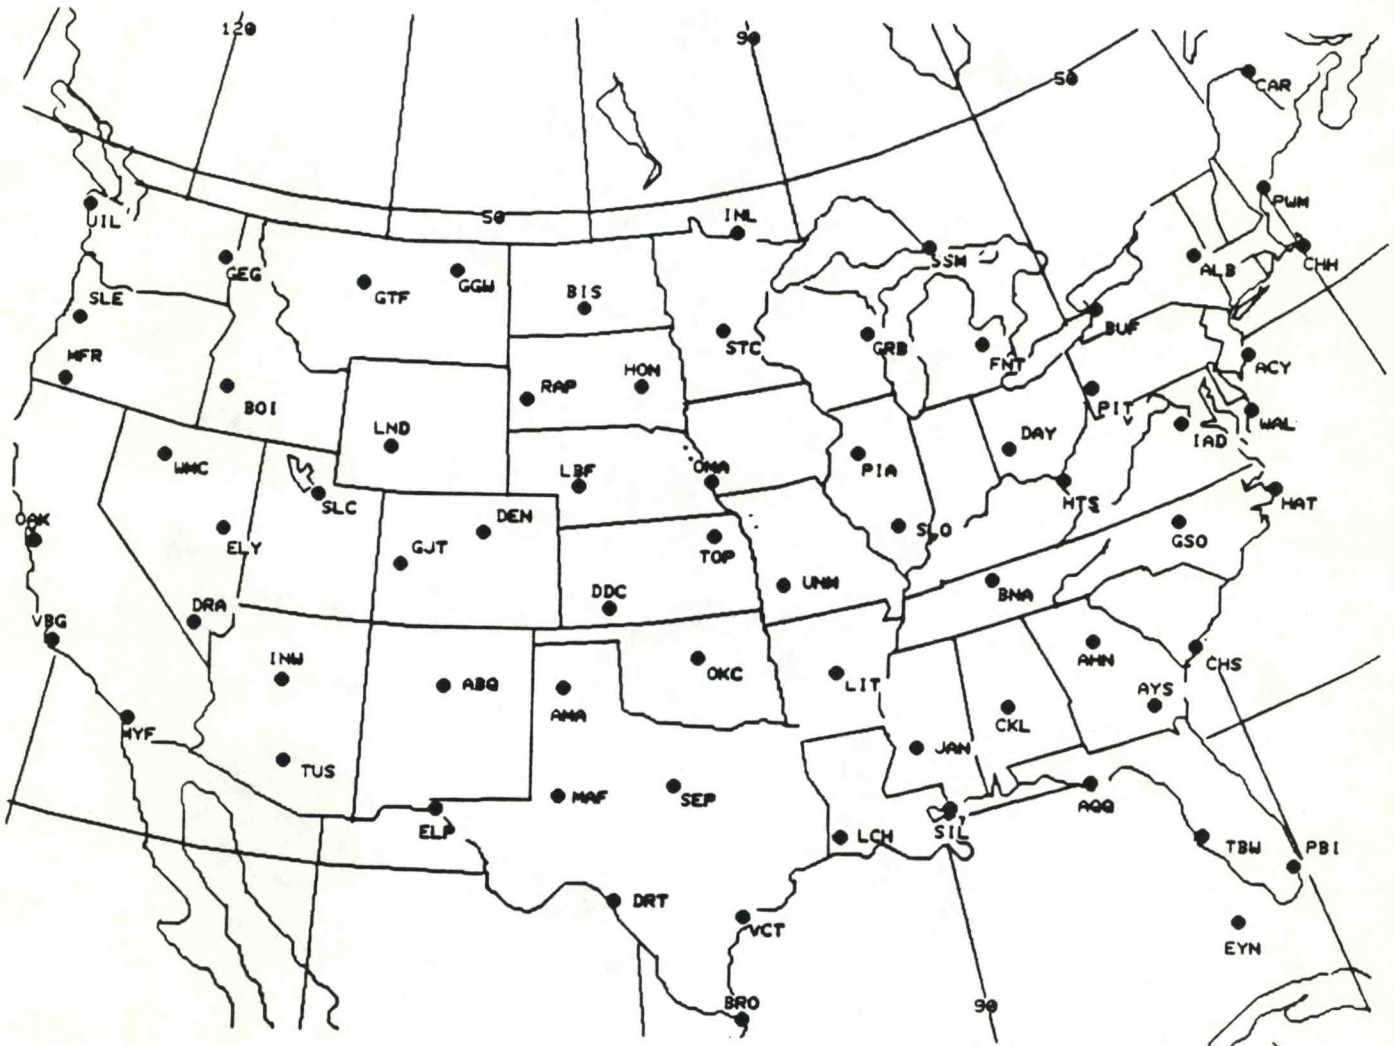 120
90
50
CAR
PWM
UIL
50
INL
SSM
ALB
CHH
GEG
GTF
GGW
BIS
SLE
STC
GRB
FNT
BUF
ACY
MFR
BOI
RAP
HON
PIT
WAL
LND
DAY
IAD
WMC
SLC
LBF
OMA
PIA
HTS
HAT
OAK
ELY
GJT
DEN
TOP
SLO
GSO
DRA
DDC
UNM
BNA
VBG
INW
ABQ
AMA
OKC
LIT
AHN
CHS
AYS
MYF
TUS
CKL
JAN
ELP
MAF
SEP
SIL
AQQ
LCH
TBW
PBI
DRT
VCT
EYN
BRO
90